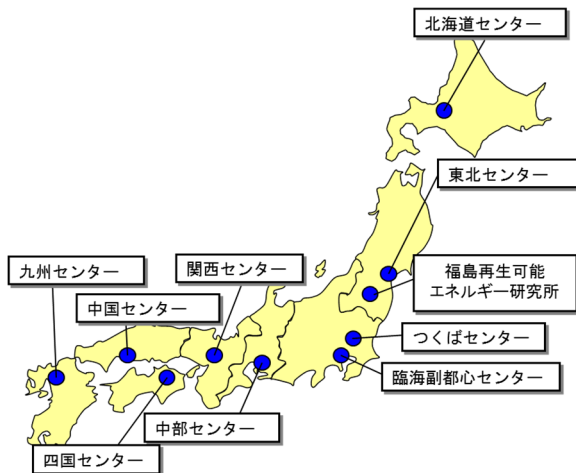 北海道センター
東北センター
福島再生可能
エネルギー研究所
つくばセンター
臨海副都心センター
中部センター
関西センター
中国センター
四国センター
九州センター